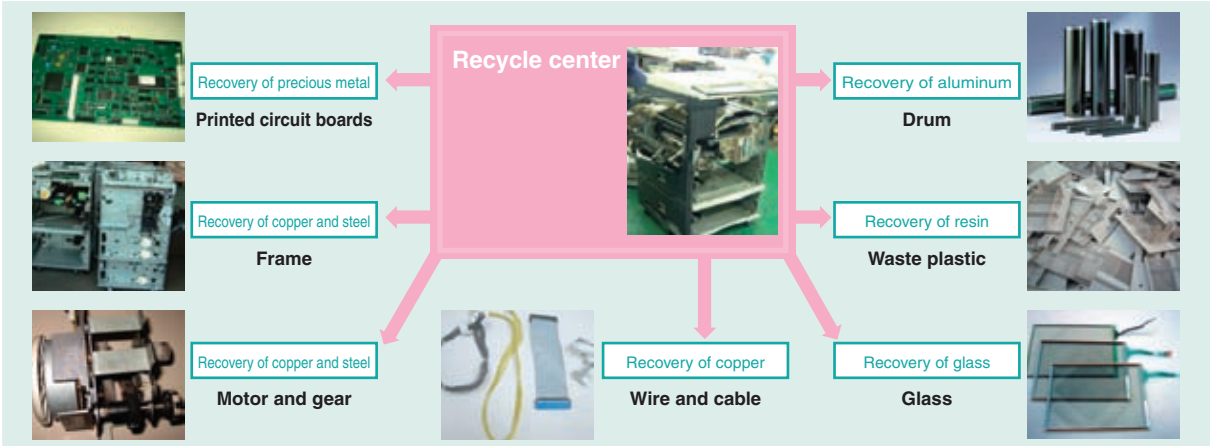 Recycle center
Recovery of precious metal
Printed circuit boards
Recovery of copper and steel
Frame
Recovery of copper and steel
Motor and gear
Recovery of copper
Wire and cable
Recovery of aluminum
Drum
Recovery of resin
Waste plastic
Recovery of glass
Glass